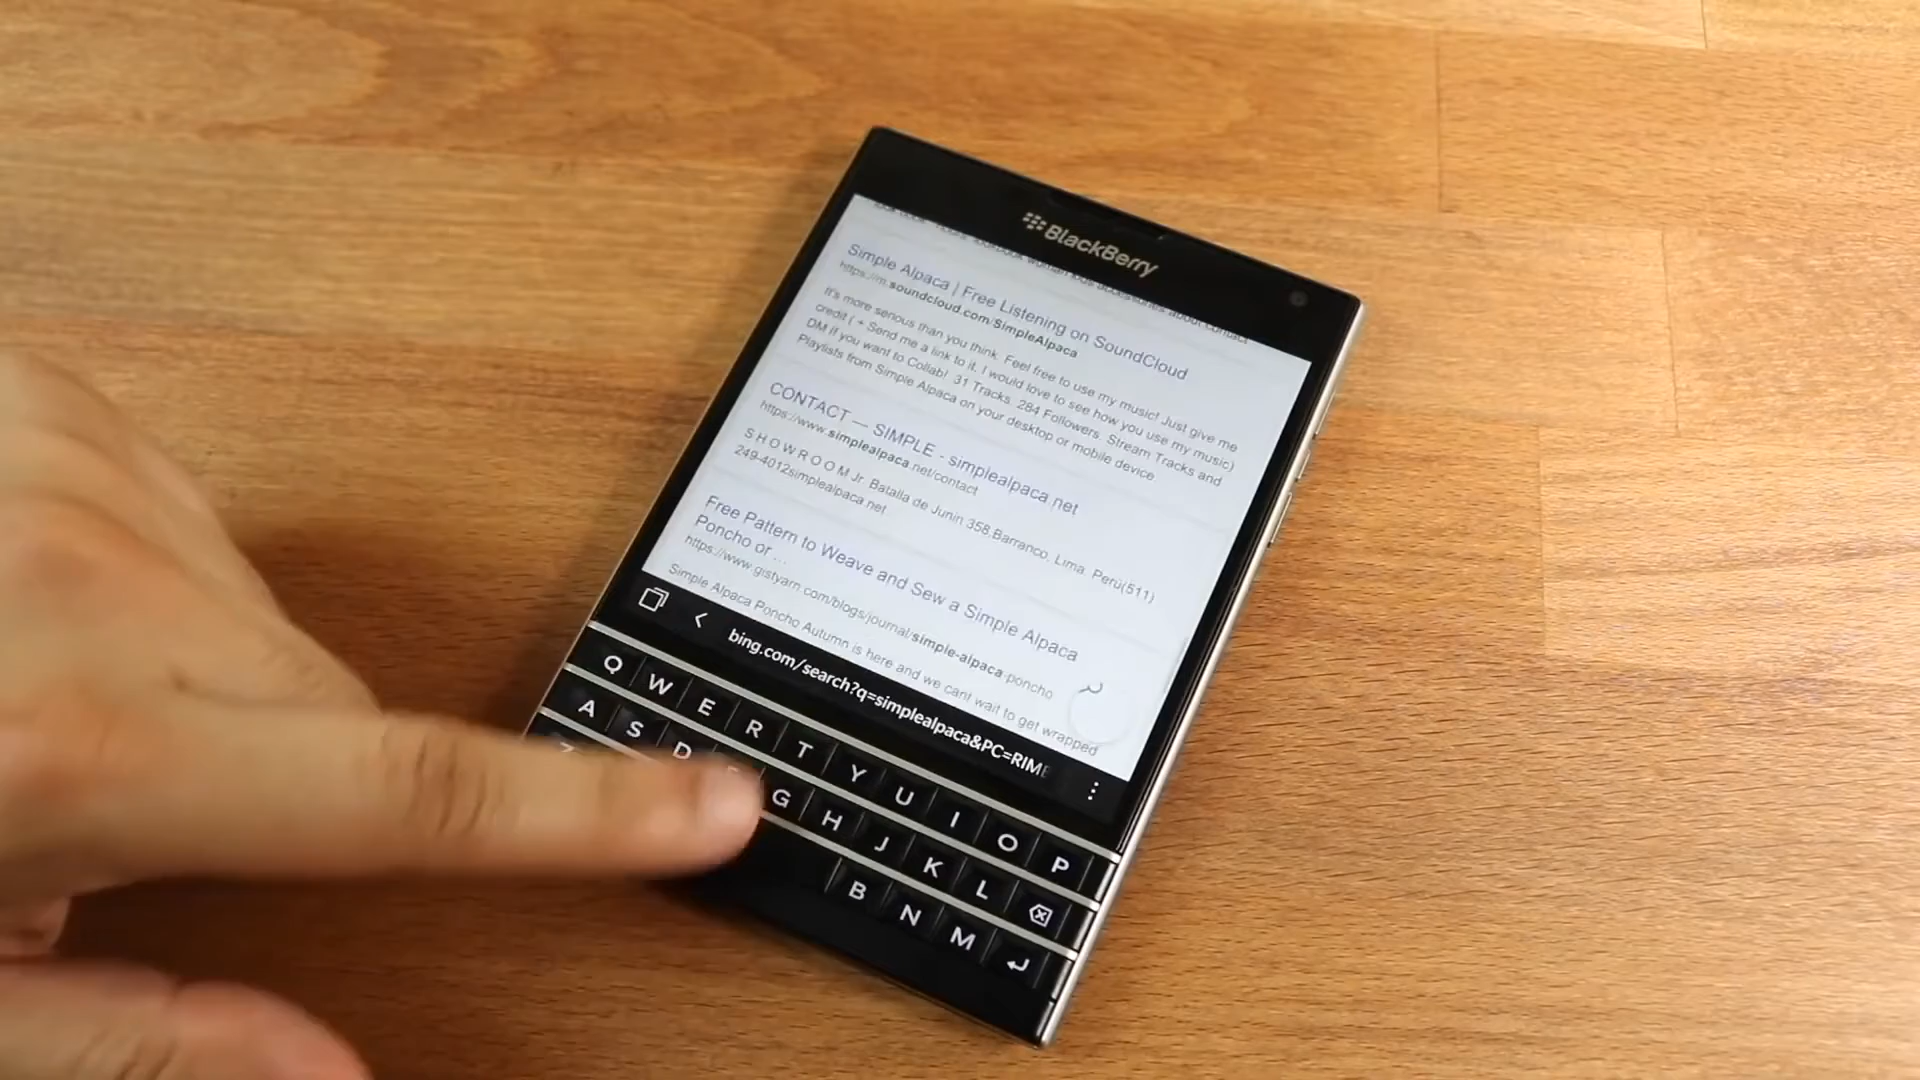 BlackBerry
woman kids accessories about contact
Simple Alpaca | Free Listening on SoundCloud
https://m.soundcloud.com/SimpleAlpaca
It's more serious than you think. Feel free to use my music! Just give me
credit ( + Send me a link to it, I would love to see how you use my music)
DM if you want to Collab!. 31 Tracks. 284 Followers. Stream Tracks and
Playlists from Simple Alpaca on your desktop or mobile device.
CONTACT — SIMPLE - simplealpaca.net
https://www.simplealpaca.net/contact
S H O W R O O M Jr. Batalla de Junin 358,Barranco, Lima, Perú(511)
249-4012simplealpaca.net
Free Pattern to Weave and Sew a Simple Alpaca
Poncho or ...
https://www.gistyarn.com/blogs/journal/simple-alpaca-poncho
Simple Alpaca Poncho Autumn is here and we cant wait to get wrapped
bing.com/search?q=simplealpaca&PC=RIM
Q W E R T Y U I O P
A S D G H J K L
Z B N M